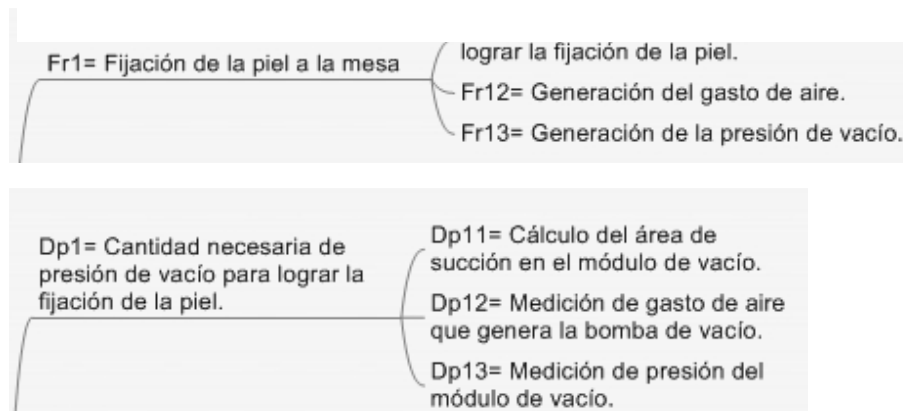 Fr1= Fijación de la piel a la mesa
lograr la fijación de la piel.
Fr12= Generación del gasto de aire.
Fr13= Generación de la presión de vacío.
Dp1= Cantidad necesaria de
presión de vacío para lograr la
fijación de la piel.
Dp11= Cálculo del área de
succión en el módulo de vacío.
Dp12= Medición de gasto de aire
que genera la bomba de vacío.
Dp13= Medición de presión del
módulo de vacío.